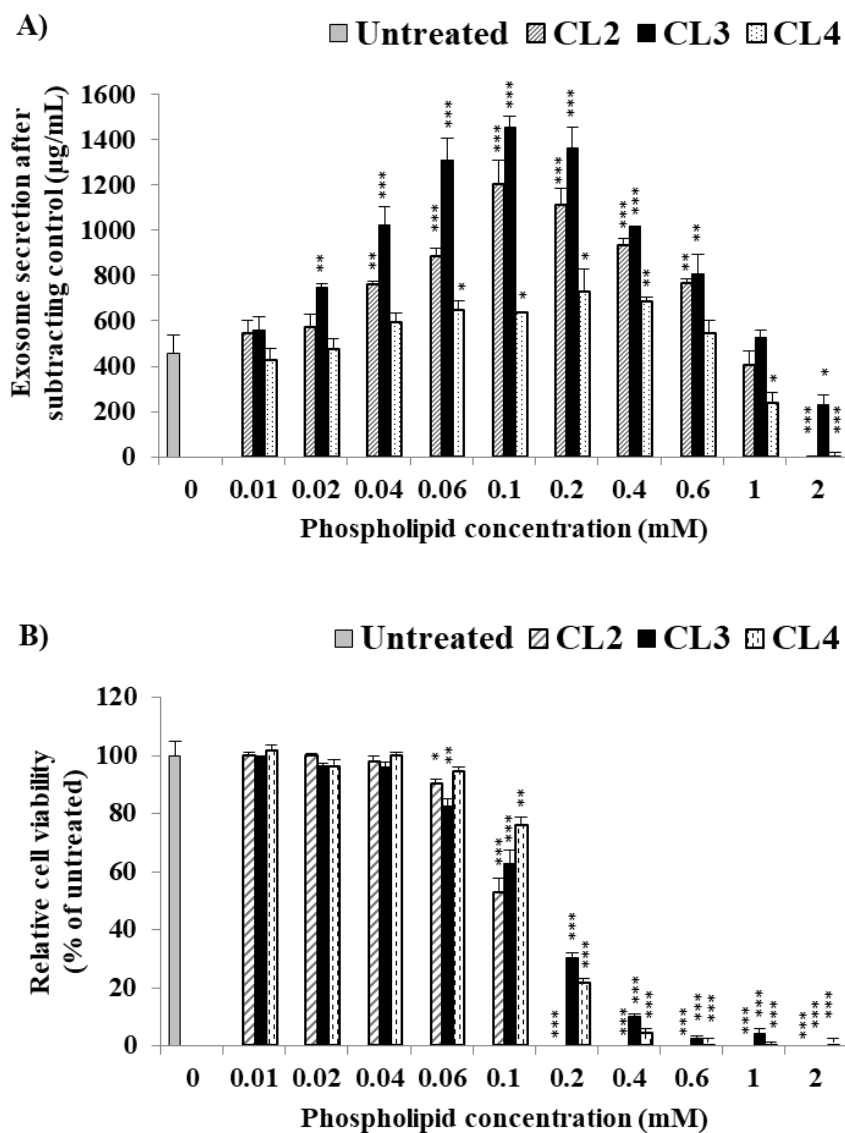 A)
Untreated CL2 CL3 CL4
Exosome secretion after
subtracting control (µg/mL)
1600
1400
1200
1000
800
600
400
200
0
*** *** *** *** ** *** *** *** *** *** *** ** ** ** * * * ** * *** * ***
0 0.01 0.02 0.04 0.06 0.1 0.2 0.4 0.6 1 2
Phospholipid concentration (mM)
B)
Untreated CL2 CL3 CL4
Relative cell viability
(% of untreated)
120
100
80
60
40
20
0
* ** *** *** ** *** *** *** *** *** *** *** *** *** *** *** *** *** *** ***
0 0.01 0.02 0.04 0.06 0.1 0.2 0.4 0.6 1 2
Phospholipid concentration (mM)